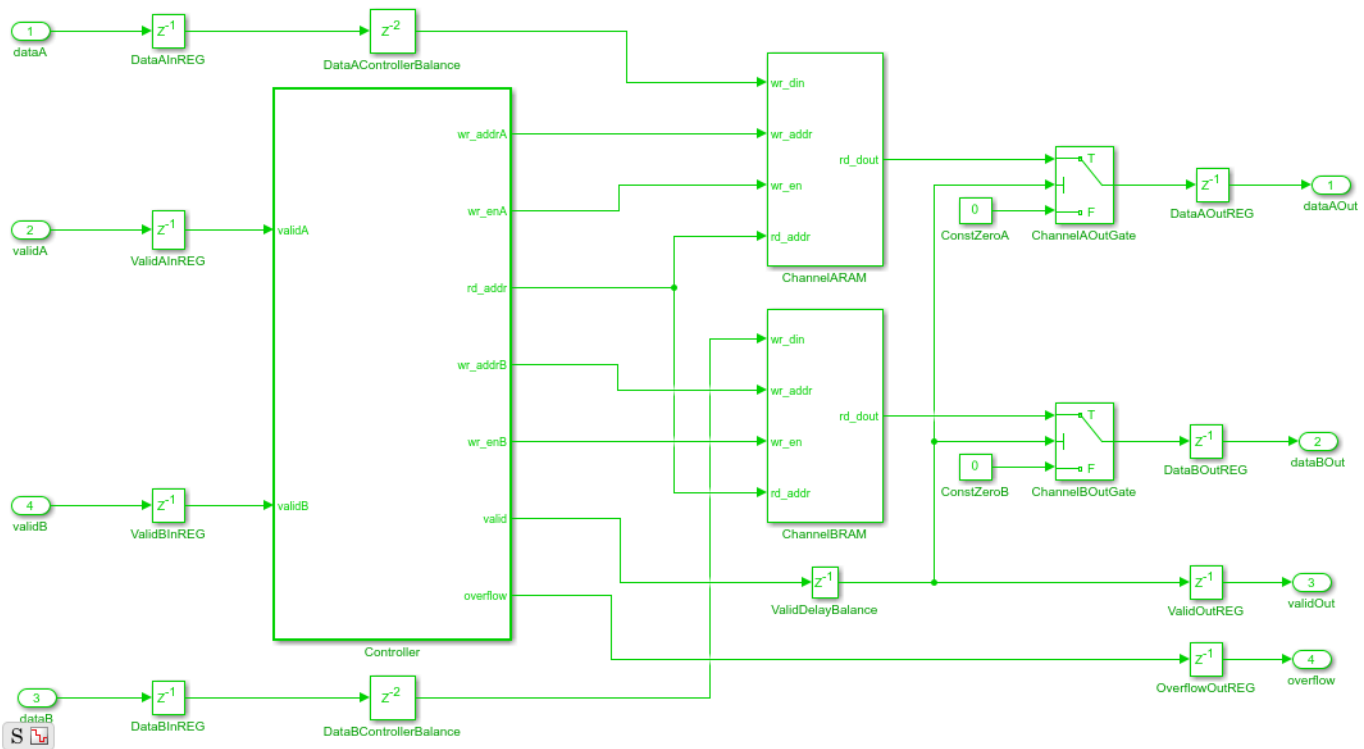 1
dataA
z-1
DataAInREG
z-2
DataAControllerBalance
2
validA
z-1
ValidAInREG
4
validB
z-1
ValidBInREG
3
dataB
z-1
DataBInREG
z-2
DataBControllerBalance
validA
validB
wr_addrA
wr_enA
rd_addr
wr_addrB
wr_enB
valid
overflow
Controller
wr_din
wr_addr
wr_en
rd_addr
rd_dout
ChannelARAM
wr_din
wr_addr
wr_en
rd_addr
rd_dout
ChannelBRAM
z-1
ValidDelayBalance
0
ConstZeroA
T
F
ChannelAOutGate
z-1
DataAOutREG
1
dataAOut
0
ConstZeroB
T
F
ChannelBOutGate
z-1
DataBOutREG
2
dataBOut
z-1
ValidOutREG
3
validOut
z-1
OverflowOutREG
4
overflow
S